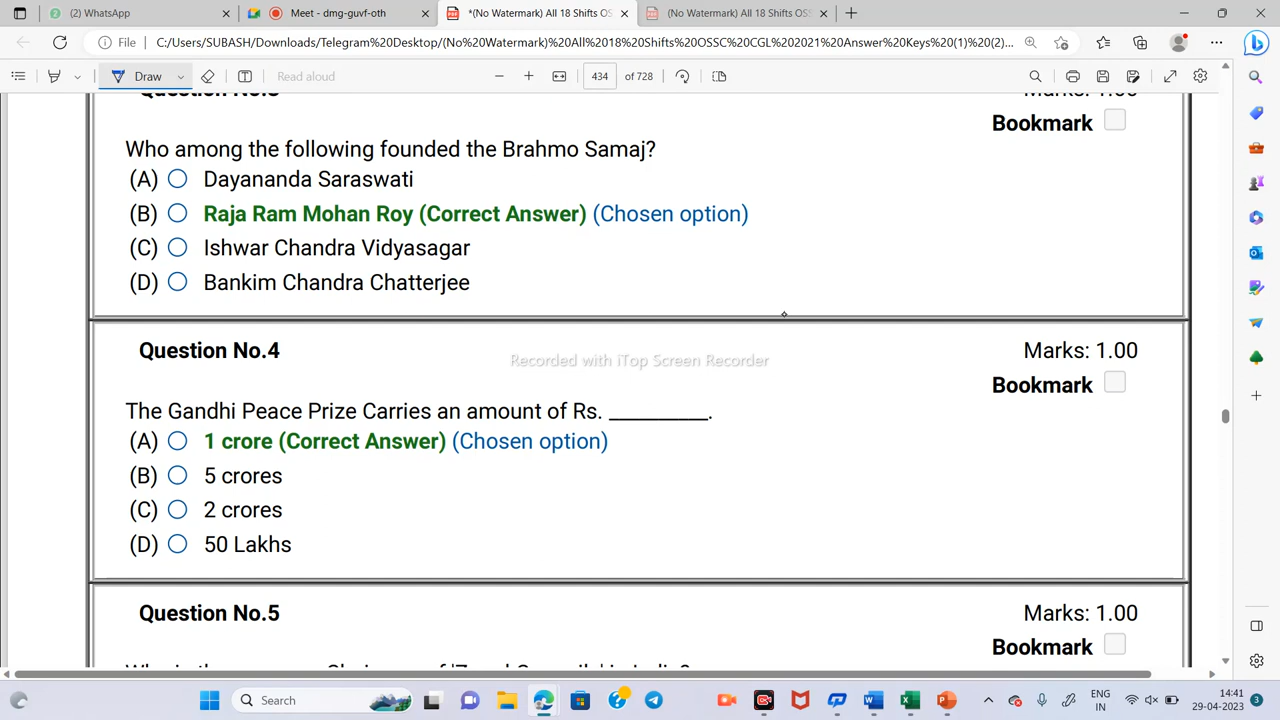 (2) WhatsApp
Meet - dmg-guvf-oth
*(No Watermark) All 18 Shifts OS
(No Watermark) All 18 Shifts OSS
File
C:/Users/SUBASH/Downloads/Telegram%20Desktop/(No%20Watermark)%20All%2018%20Shifts%20OSSC%20CGL%202021%20Answer%20Keys%20(1)%20(2)...
Draw
Read aloud
434
of 728
Marks: 1.00
Bookmark
Who among the following founded the Brahmo Samaj?
(A) Dayananda Saraswati
(B) Raja Ram Mohan Roy (Correct Answer) (Chosen option)
(C) Ishwar Chandra Vidyasagar
(D) Bankim Chandra Chatterjee
Question No.4
Marks: 1.00
Recorded with iTop Screen Recorder
Bookmark
The Gandhi Peace Prize Carries an amount of Rs. __________.
(A) 1 crore (Correct Answer) (Chosen option)
(B) 5 crores
(C) 2 crores
(D) 50 Lakhs
Question No.5
Marks: 1.00
Bookmark
Search
ENG
IN
14:41
29-04-2023
3